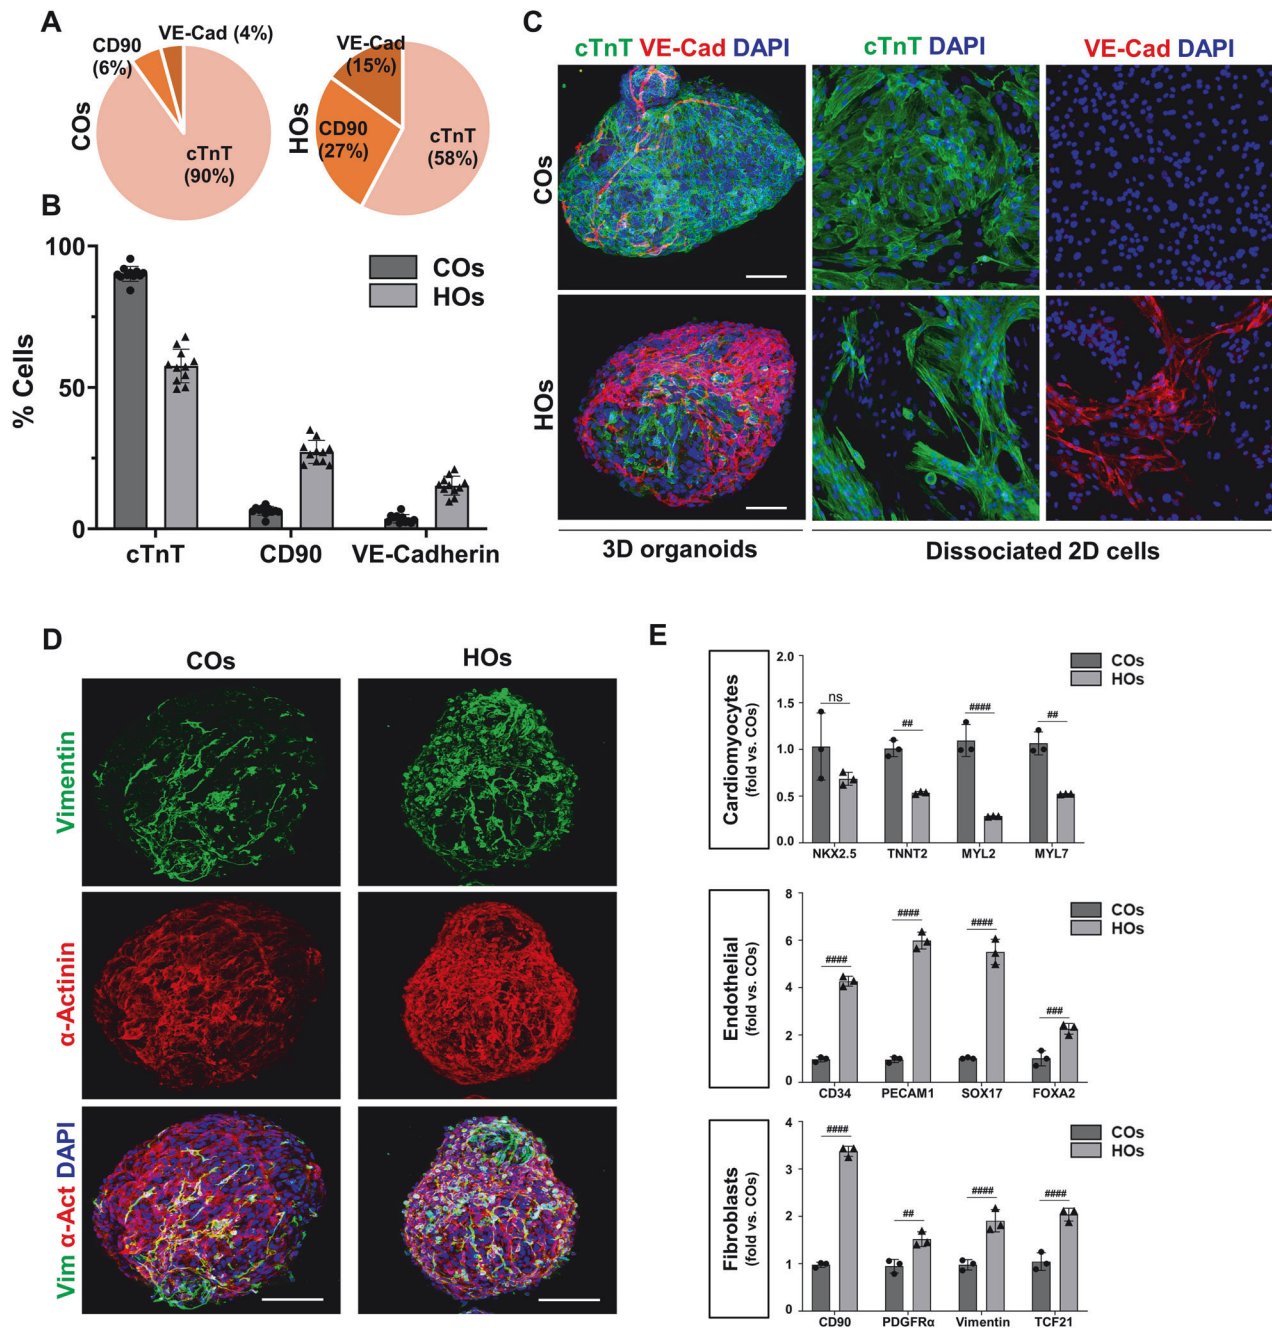 A
VE-Cad (4%)
CD90
(6%)
cTnT
(90%)
COs
VE-Cad
(15%)
CD90
(27%)
cTnT
(58%)
HOs
B
100
50
0
% Cells
COs
HOs
cTnT
CD90
VE-Cadherin
C
cTnT VE-Cad DAPI
cTnT DAPI
VE-Cad DAPI
COs
HOs
3D organoids
Dissociated 2D cells
D
COs
HOs
Vimentin
α-Actinin
Vim α-Act DAPI
E
Cardiomyocytes
(fold vs. COs)
2.0
1.5
1.0
0.5
0.0
COs
HOs
ns
##
####
##
NKX2.5
TNNT2
MYL2
MYL7
Endothelial
(fold vs. COs)
8
6
4
2
0
COs
HOs
####
####
####
###
CD34
PECAM1
SOX17
FOXA2
Fibroblasts
(fold vs. COs)
4
3
2
1
0
COs
HOs
####
##
####
####
CD90
PDGFRα
Vimentin
TCF21